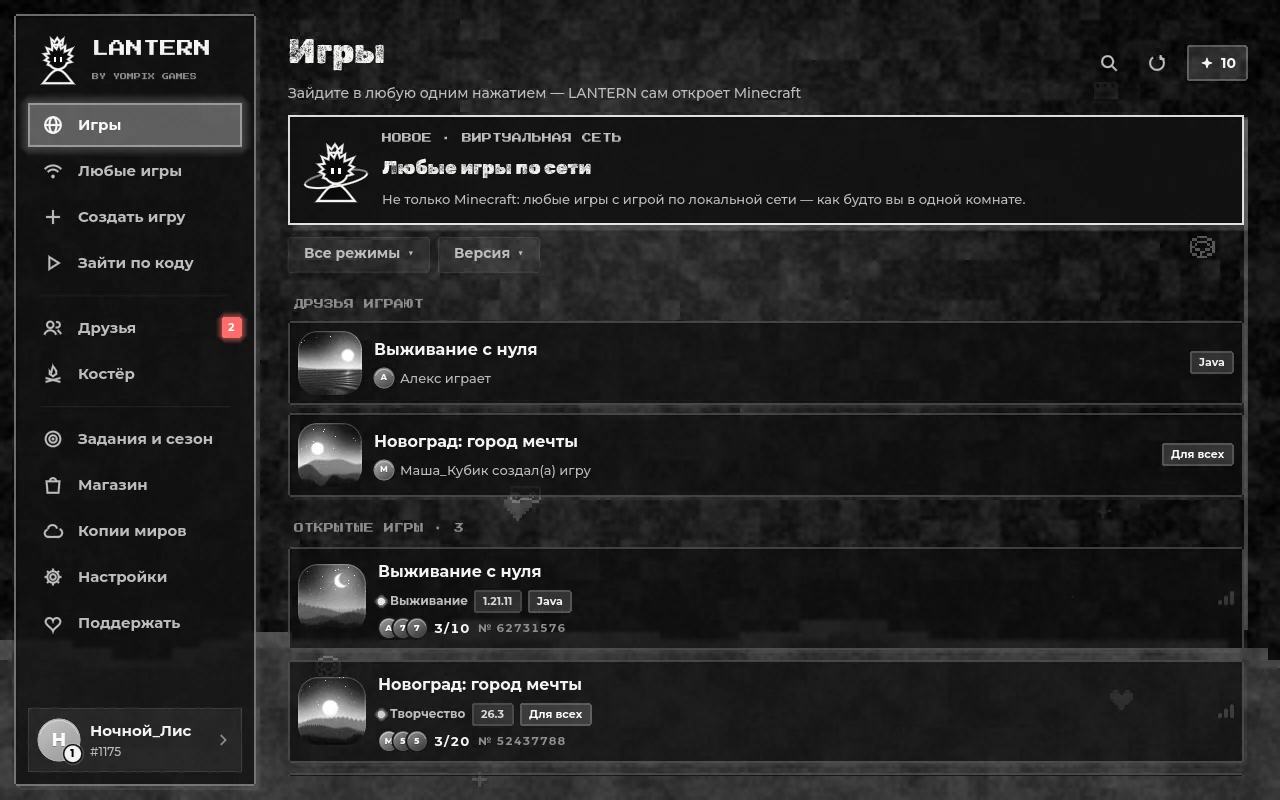 LANTERN
BY YOMPIX GAMES
Игры
Любые игры
Создать игру
Зайти по коду
Друзья
2
Костёр
Задания и сезон
Магазин
Копии миров
Настройки
Поддержать
Н
1
Ночной_Лис
#1175
Игры
Зайдите в любую одним нажатием — LANTERN сам откроет Minecraft
10
НОВОЕ · ВИРТУАЛЬНАЯ СЕТЬ
Любые игры по сети
Не только Minecraft: любые игры с игрой по локальной сети — как будто вы в одной комнате.
Все режимы
Версия
ДРУЗЬЯ ИГРАЮТ
Выживание с нуля
А Алекс играет
Java
Новоград: город мечты
М Маша_Кубик создал(а) игру
Для всех
ОТКРЫТЫЕ ИГРЫ · 3
Выживание с нуля
Выживание 1.21.11 Java
А 7 7 3/10 № 62731576
Новоград: город мечты
Творчество 26.3 Для всех
М 5 5 3/20 № 52437788